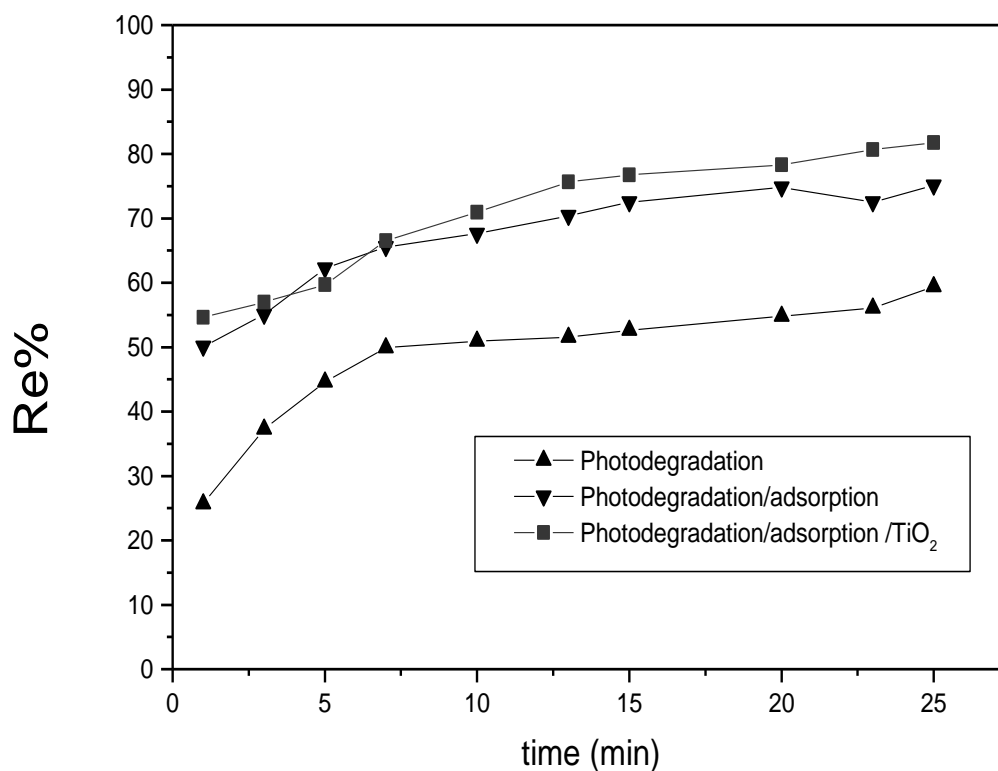 100
90
80
70
60
50
40
30
20
10
0
Re%
Photodegradation
Photodegradation/adsorption
Photodegradation/adsorption /TiO₂
0 5 10 15 20 25
time (min)